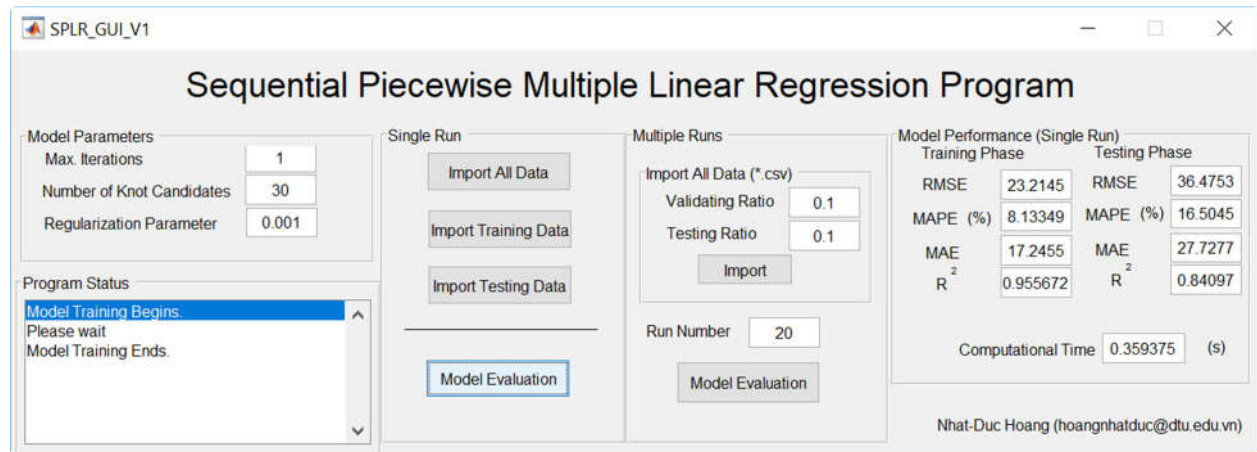 SPLR_GUI_V1
Sequential Piecewise Multiple Linear Regression Program
Model Parameters
Max. Iterations 1
Number of Knot Candidates 30
Regularization Parameter 0.001
Program Status
Model Training Begins.
Please wait
Model Training Ends.
Single Run
Import All Data
Import Training Data
Import Testing Data
Model Evaluation
Multiple Runs
Import All Data (*.csv)
Validating Ratio 0.1
Testing Ratio 0.1
Import
Run Number 20
Model Evaluation
Model Performance (Single Run)
Training Phase Testing Phase
RMSE 23.2145 RMSE 36.4753
MAPE (%) 8.13349 MAPE (%) 16.5045
MAE 17.2455 MAE 27.7277
R² 0.955672 R² 0.84097
Computational Time 0.359375 (s)
Nhat-Duc Hoang (hoangnhatduc@dtu.edu.vn)